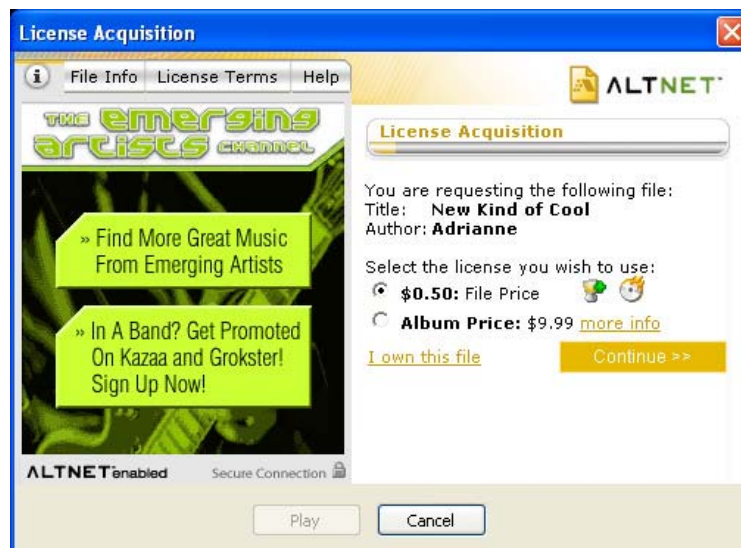 License Acquisition
i File Info License Terms Help
THE emerging
artists channel
» Find More Great Music
From Emerging Artists
» In A Band? Get Promoted
On Kazaa and Grokster!
Sign Up Now!
ALTNET enabled Secure Connection
ALTNET
License Acquisition
You are requesting the following file:
Title: New Kind of Cool
Author: Adrianne
Select the license you wish to use:
$0.50: File Price
Album Price: $9.99 more info
I own this file Continue >>
Play Cancel